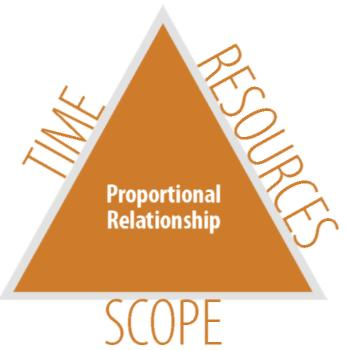 TIME
RESOURCES
Proportional
Relationship
SCOPE